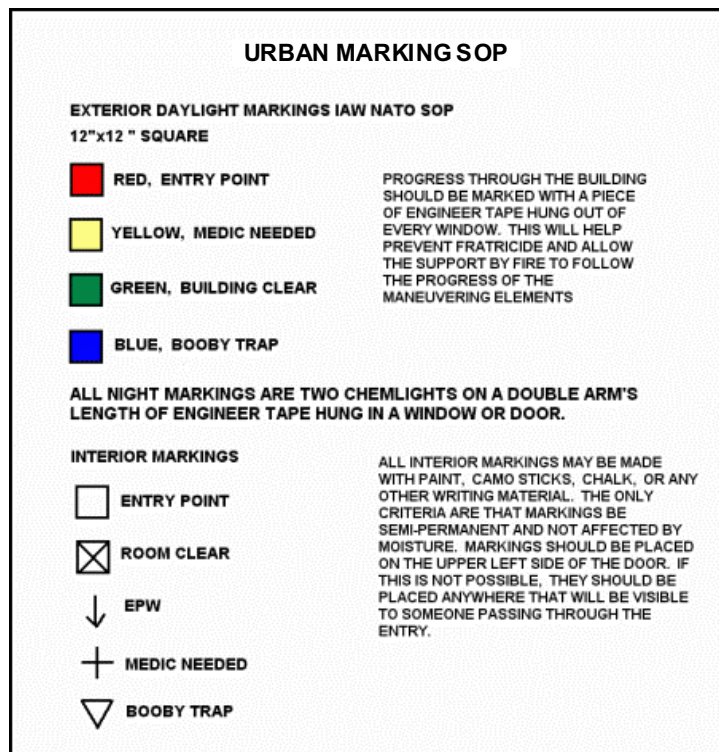 URBAN MARKING SOP
EXTERIOR DAYLIGHT MARKINGS IAW NATO SOP
12"x12 " SQUARE
RED, ENTRY POINT
YELLOW, MEDIC NEEDED
GREEN, BUILDING CLEAR
BLUE, BOOBY TRAP
PROGRESS THROUGH THE BUILDING
SHOULD BE MARKED WITH A PIECE
OF ENGINEER TAPE HUNG OUT OF
EVERY WINDOW. THIS WILL HELP
PREVENT FRATRICIDE AND ALLOW
THE SUPPORT BY FIRE TO FOLLOW
THE PROGRESS OF THE
MANEUVERING ELEMENTS
ALL NIGHT MARKINGS ARE TWO CHEMLIGHTS ON A DOUBLE ARM'S
LENGTH OF ENGINEER TAPE HUNG IN A WINDOW OR DOOR.
INTERIOR MARKINGS
ENTRY POINT
ROOM CLEAR
EPW
MEDIC NEEDED
BOOBY TRAP
ALL INTERIOR MARKINGS MAY BE MADE
WITH PAINT, CAMO STICKS, CHALK, OR ANY
OTHER WRITING MATERIAL. THE ONLY
CRITERIA ARE THAT MARKINGS BE
SEMI-PERMANENT AND NOT AFFECTED BY
MOISTURE. MARKINGS SHOULD BE PLACED
ON THE UPPER LEFT SIDE OF THE DOOR. IF
THIS IS NOT POSSIBLE, THEY SHOULD BE
PLACED ANYWHERE THAT WILL BE VISIBLE
TO SOMEONE PASSING THROUGH THE
ENTRY.